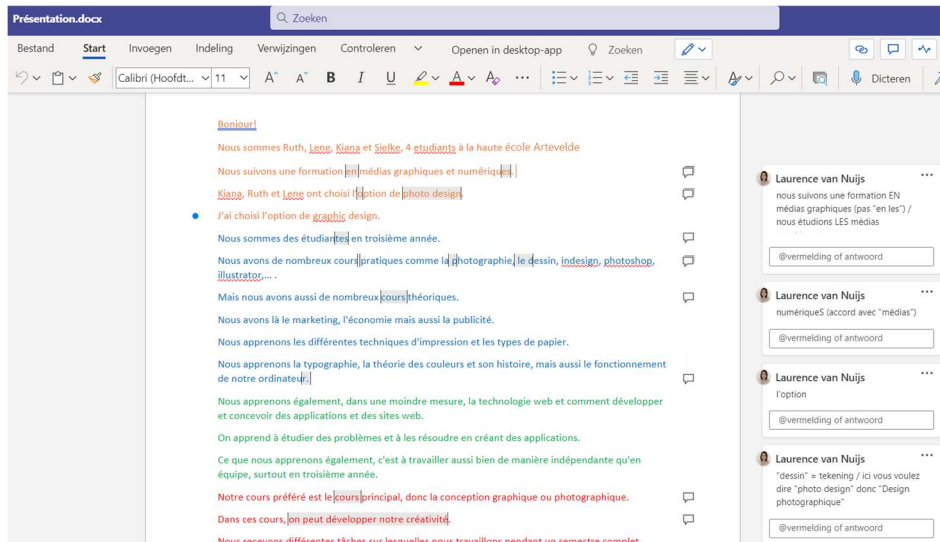 Présentation.docx
Zoeken
Bestand Start Invoegen Indeling Verwijzingen Controleren Openen in desktop-app Zoeken
Calibri (Hoofdt... 11 A A B I U A A ... Dicteren
Bonjour!
Nous sommes Ruth, Lene, Kiana et Sielke, 4 etudiants à la haute école Artevelde
Nous suivons une formation en médias graphiques et numériques.
Kiana, Ruth et Lene ont choisi l'option de photo design.
J'ai choisi l'option de graphic design.
Nous sommes des étudiantes en troisième année.
Nous avons de nombreux cours pratiques comme la photographie, le dessin, indesign, photoshop,
illustrator,... .
Mais nous avons aussi de nombreux cours théoriques.
Nous avons là le marketing, l'économie mais aussi la publicité.
Nous apprenons les différentes techniques d'impression et les types de papier.
Nous apprenons la typographie, la théorie des couleurs et son histoire, mais aussi le fonctionnement
de notre ordinateur.
Nous apprenons également, dans une moindre mesure, la technologie web et comment développer
et concevoir des applications et des sites web.
On apprend à étudier des problèmes et à les résoudre en créant des applications.
Ce que nous apprenons également, c'est à travailler aussi bien de manière indépendante qu'en
équipe, surtout en troisième année.
Notre cours préféré est le cours principal, donc la conception graphique ou photographique.
Dans ces cours, on peut développer notre créativité.
Nous recevons différentes tâches sur lesquelles nous travaillons pendant un semestre complet
Laurence van Nuijs
nous suivons une formation EN
médias graphiques (pas "en les") /
nous étudions LES médias
@vermelding of antwoord
Laurence van Nuijs
numériqueS (accord avec "médias")
@vermelding of antwoord
Laurence van Nuijs
l'option
@vermelding of antwoord
Laurence van Nuijs
"dessin" = tekening / ici vous voulez
dire "photo design" donc "Design
photographique"
@vermelding of antwoord